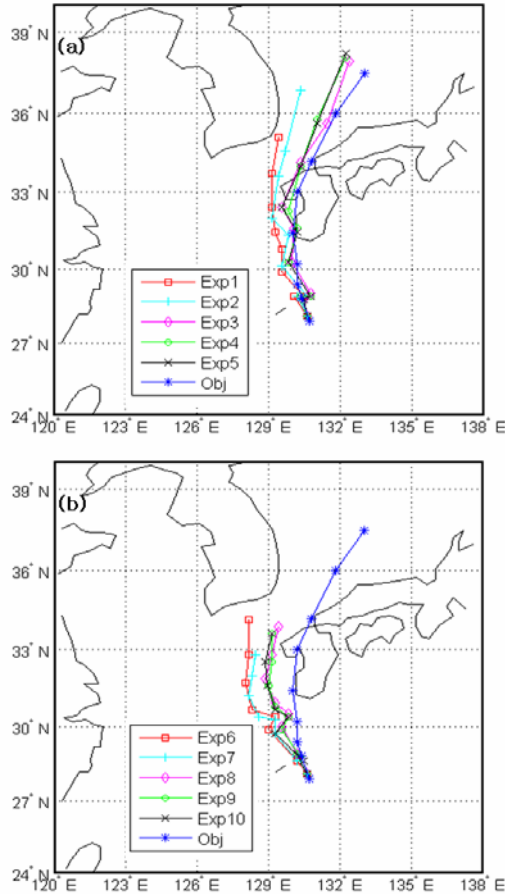 (a)
39° N
36° N
33° N
30° N
27° N
24° N
Exp1
Exp2
Exp3
Exp4
Exp5
Obj
120° E 123° E 126° E 129° E 132° E 135° E 138° E
(b)
39° N
36° N
33° N
30° N
27° N
24° N
Exp6
Exp7
Exp8
Exp9
Exp10
Obj
120° E 123° E 126° E 129° E 132° E 135° E 138° E